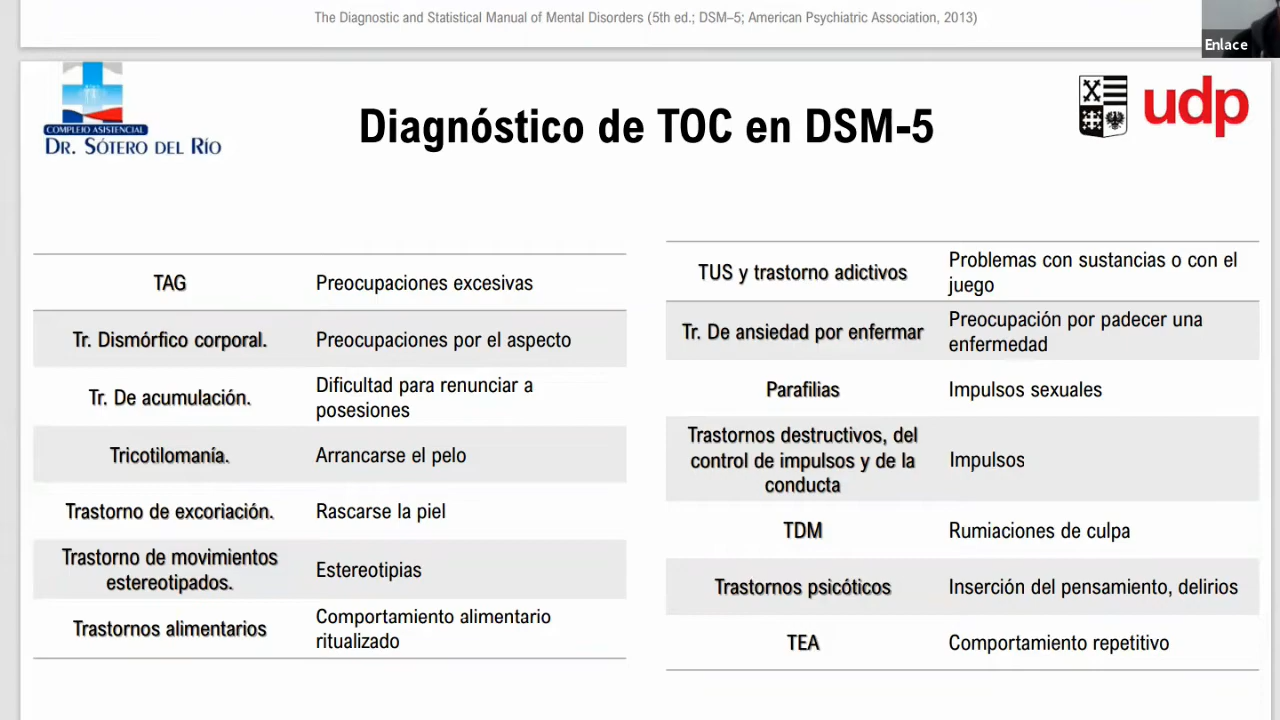 The Diagnostic and Statistical Manual of Mental Disorders (5th ed.; DSM–5; American Psychiatric Association, 2013)
Enlace
COMPLEJO ASISTENCIAL
DR. SÓTERO DEL RÍO
Diagnóstico de TOC en DSM-5
udp
TAG
Preocupaciones excesivas
Tr. Dismórfico corporal.
Preocupaciones por el aspecto
Tr. De acumulación.
Dificultad para renunciar a
posesiones
Tricotilomanía.
Arrancarse el pelo
Trastorno de excoriación.
Rascarse la piel
Trastorno de movimientos
estereotipados.
Estereotipias
Trastornos alimentarios
Comportamiento alimentario
ritualizado
TUS y trastorno adictivos
Problemas con sustancias o con el
juego
Tr. De ansiedad por enfermar
Preocupación por padecer una
enfermedad
Parafilias
Impulsos sexuales
Trastornos destructivos, del
control de impulsos y de la
conducta
Impulsos
TDM
Rumiaciones de culpa
Trastornos psicóticos
Inserción del pensamiento, delirios
TEA
Comportamiento repetitivo